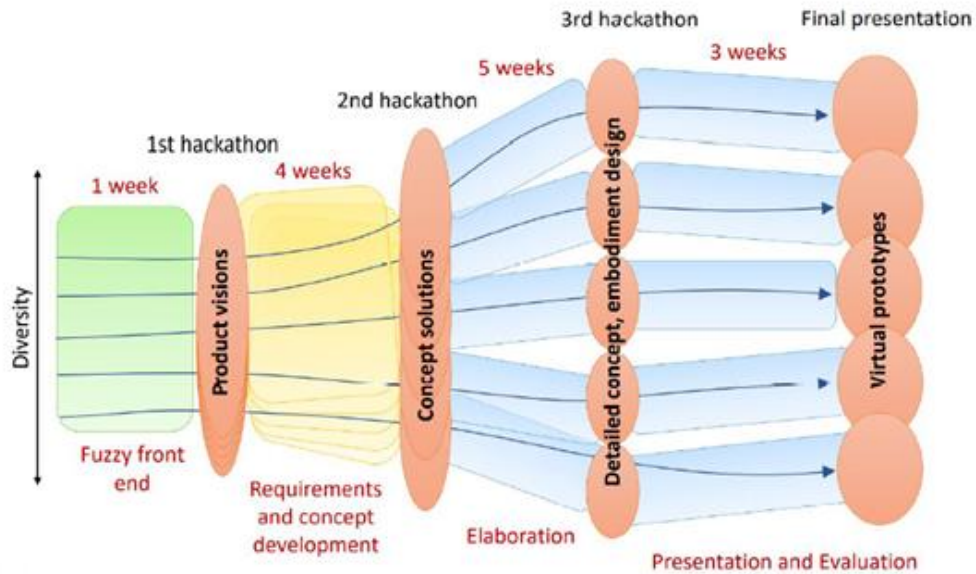 3rd hackathon
Final presentation
5 weeks
3 weeks
2nd hackathon
1st hackathon
1 week
4 weeks
Diversity
Product visions
Concept solutions
Detailed concept, embodiment design
Virtual prototypes
Fuzzy front
end
Requirements
and concept
development
Elaboration
Presentation and Evaluation